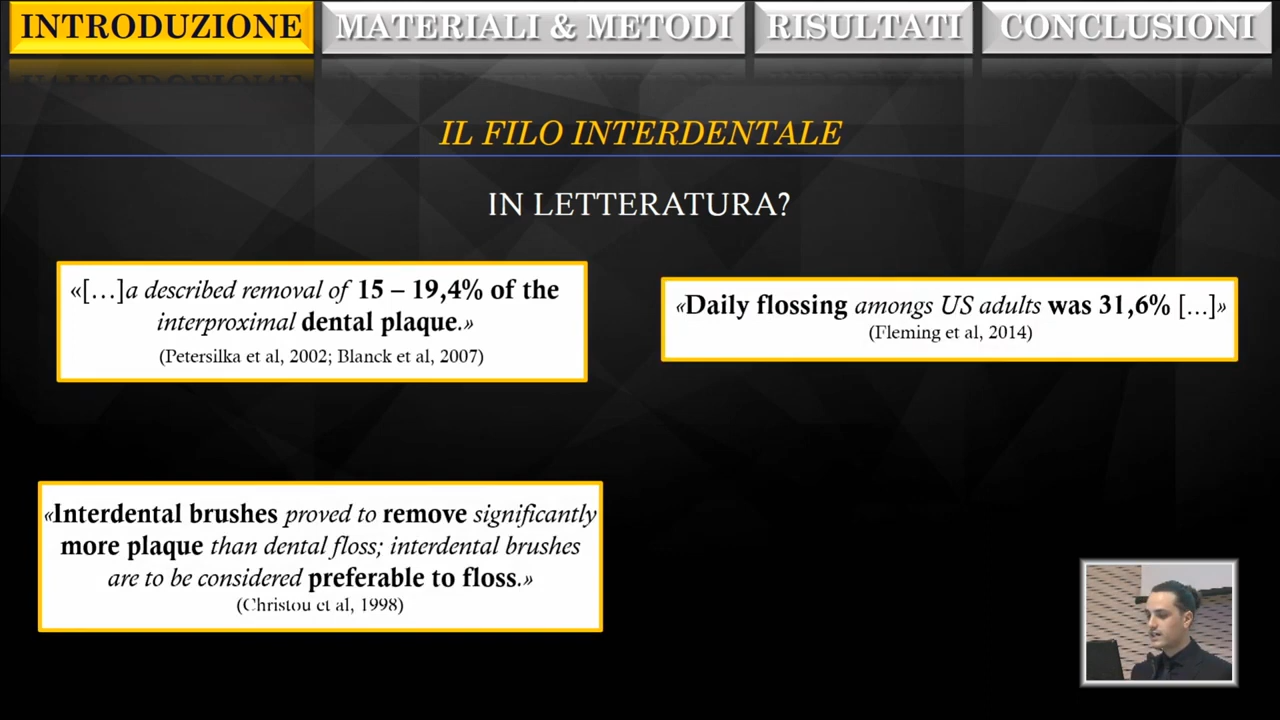 INTRODUZIONE
MATERIALI & METODI
RISULTATI
CONCLUSIONI
IL FILO INTERDENTALE
IN LETTERATURA?
«[…]a described removal of 15 – 19,4% of the
interproximal dental plaque.»
(Petersilka et al, 2002; Blanck et al, 2007)
«Daily flossing amongs US adults was 31,6% […]»
(Fleming et al, 2014)
«Interdental brushes proved to remove significantly
more plaque than dental floss; interdental brushes
are to be considered preferable to floss.»
(Christou et al, 1998)